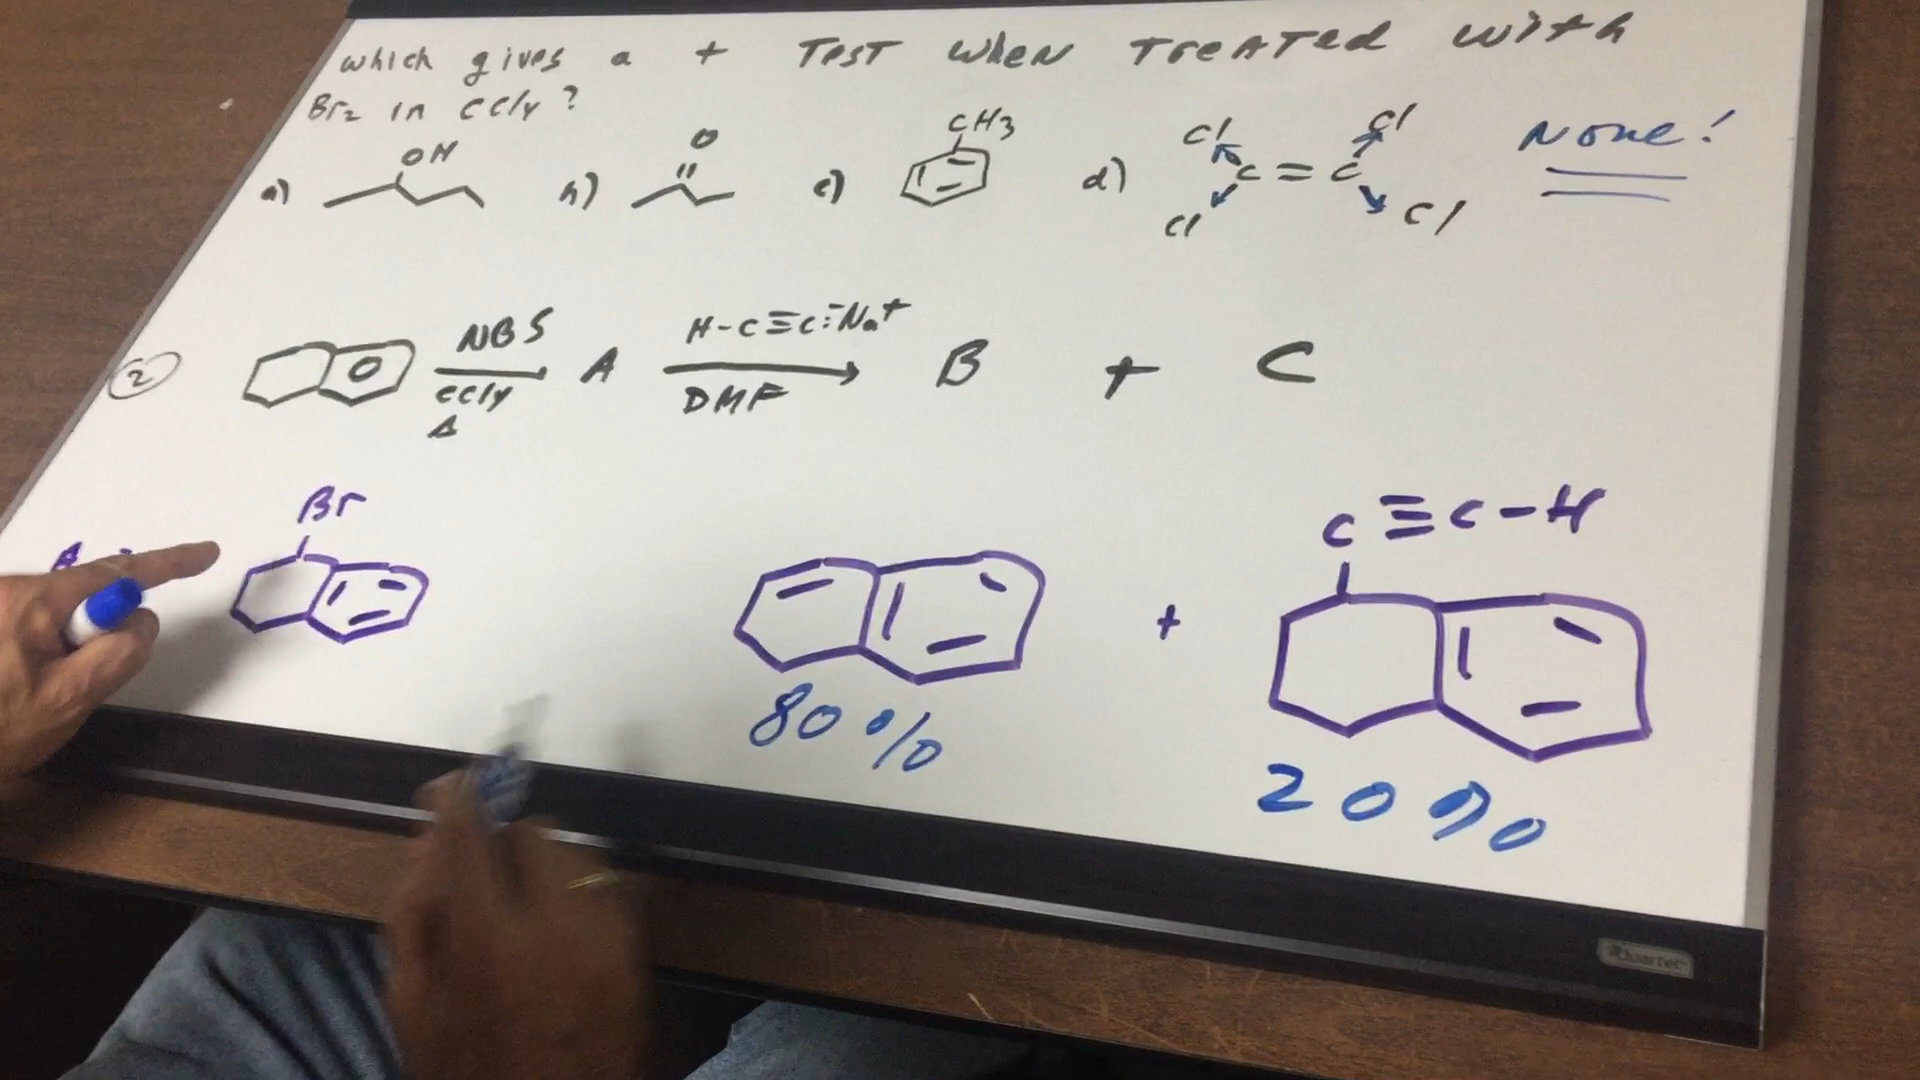 which gives a + Test when treated with
Br2 in ccl4?
a) OH
b) O
c) CH3
d) Cl Cl C = C Cl Cl
None!
2 NBS ccl4 Δ A H-C≡C:⁻Na+ DMF B + C
A Br
+ C≡C-H
80% 20%
Quartet